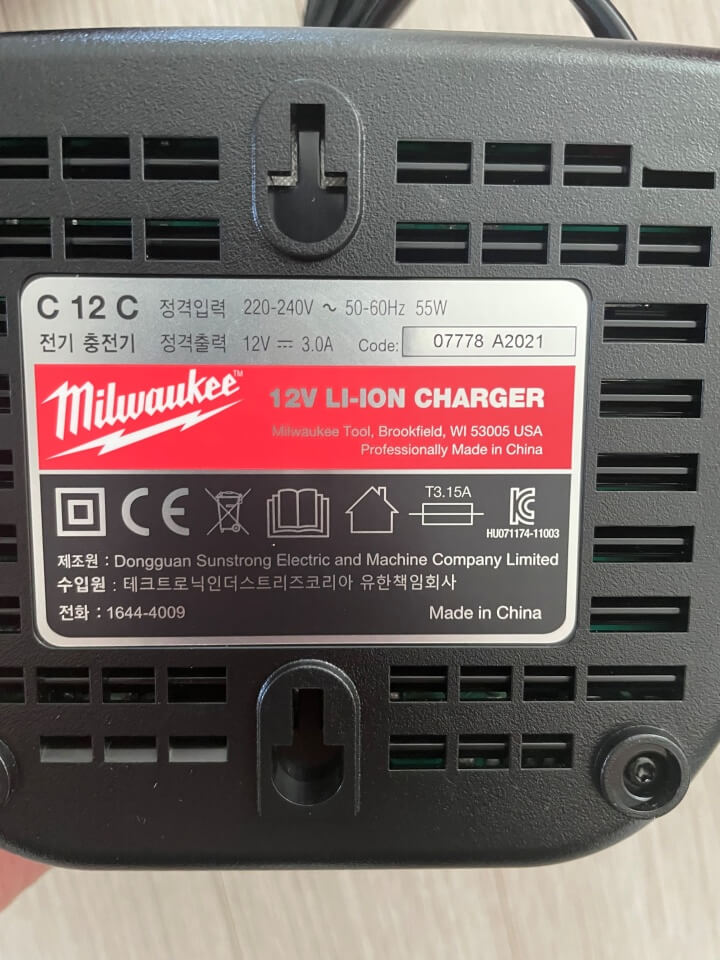 C 12 C 정격입력 220-240V ~ 50-60Hz 55W
전기 충전기 정격출력 12V ⎓ 3.0A Code: 07778 A2021
Milwaukee™
12V LI-ION CHARGER
Milwaukee Tool, Brookfield, WI 53005 USA
Professionally Made in China
CE
T3.15A
HU071174-11003
제조원 : Dongguan Sunstrong Electric and Machine Company Limited
수입원 : 테크트로닉인더스트리즈코리아 유한책임회사
전화 : 1644-4009 Made in China